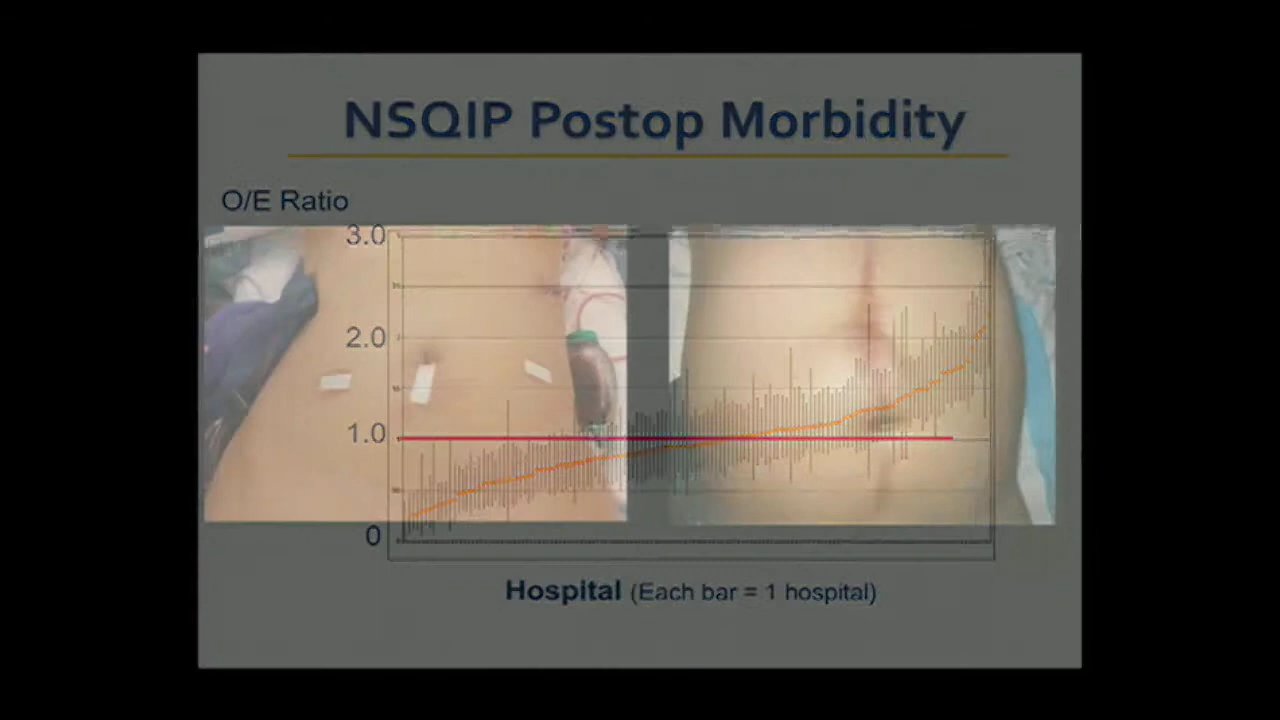 NSQIP Postop Morbidity
O/E Ratio
3.0
2.0
1.0
0
Hospital (Each bar = 1 hospital)